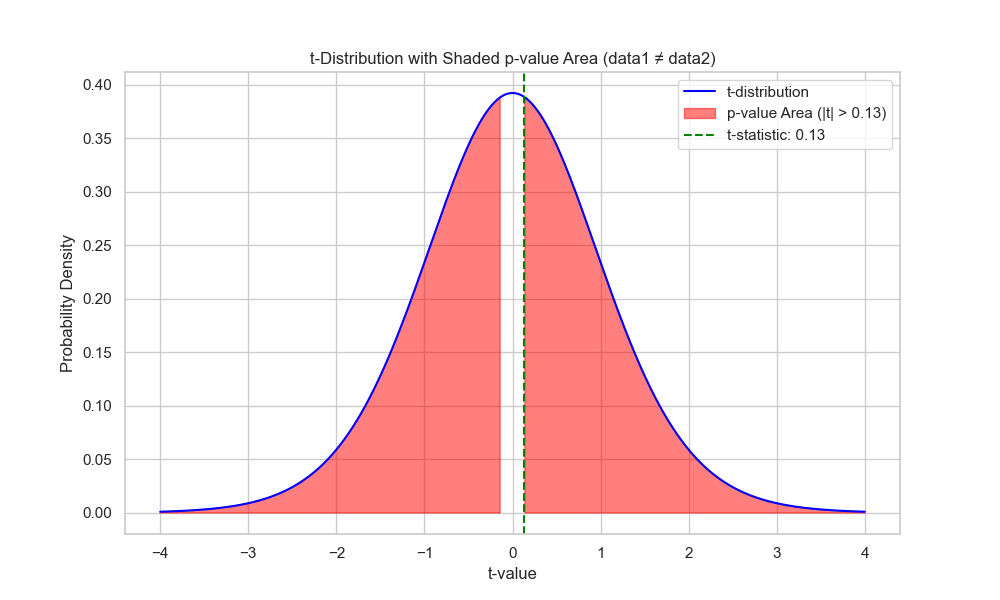 t-Distribution with Shaded p-value Area (data1 ≠ data2)
t-distribution
p-value Area (|t| > 0.13)
t-statistic: 0.13
Probability Density
0.40
0.35
0.30
0.25
0.20
0.15
0.10
0.05
0.00
−4 −3 −2 −1 0 1 2 3 4
t-value